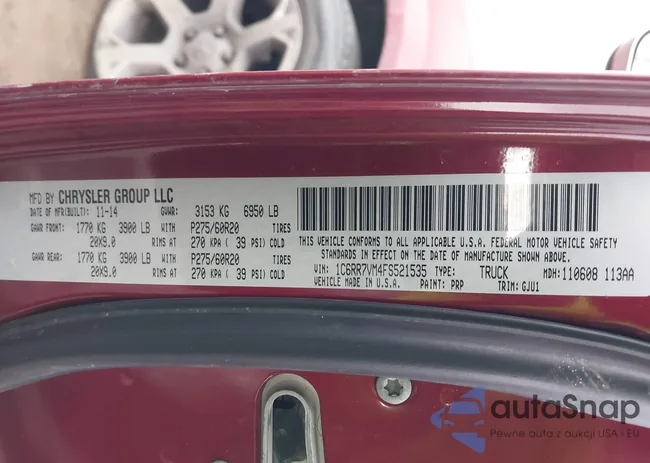 MFD BY CHRYSLER GROUP LLC
DATE OF MFR(BUILT): 11-14 GVWR: 3153 KG 6950 LB
GAWR FRONT: 1770 KG 3900 LB P275/60R20 TIRES
20X9.0 RIMS AT 270 KPA ( 39 PSI) COLD
GAWR REAR: 1770 KG 3900 LB P275/60R20 TIRES
20X9.0 RIMS AT 270 KPA ( 39 PSI) COLD
THIS VEHICLE CONFORMS TO ALL APPLICABLE U.S.A. FEDERAL MOTOR VEHICLE SAFETY
STANDARDS IN EFFECT ON THE DATE OF MANUFACTURE SHOWN ABOVE.
VIN: 1C6RR7VM4FS521535 TYPE: TRUCK MDH:110608 113AA
VEHICLE MADE IN U.S.A. PAINT: PRP TRIM: GJU1
autaSnap
Pewne auta z aukcji USA - EU